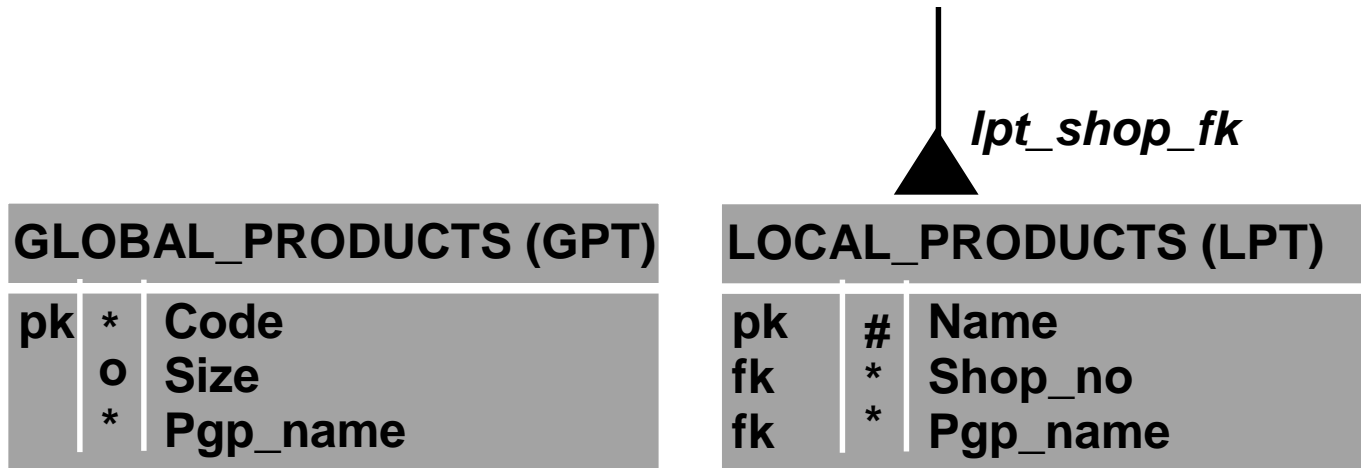 lpt_shop_fk
GLOBAL_PRODUCTS (GPT)
pk * Code
o Size
* Pgp_name
LOCAL_PRODUCTS (LPT)
pk # Name
fk * Shop_no
fk * Pgp_name